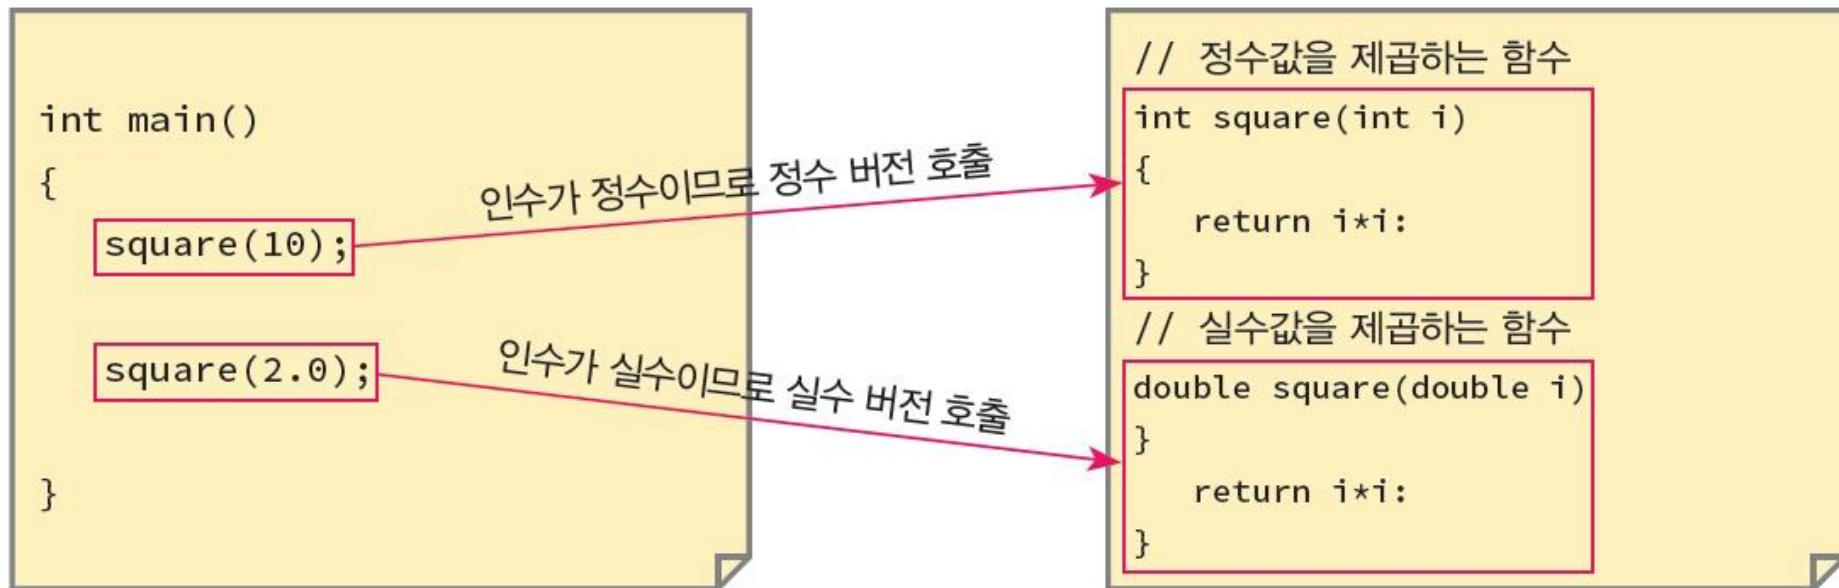 int main()
{
square(10);
square(2.0);
}
인수가 정수이므로 정수 버전 호출
인수가 실수이므로 실수 버전 호출
// 정수값을 제곱하는 함수
int square(int i)
{
return i*i:
}
// 실수값을 제곱하는 함수
double square(double i)
}
return i*i:
}